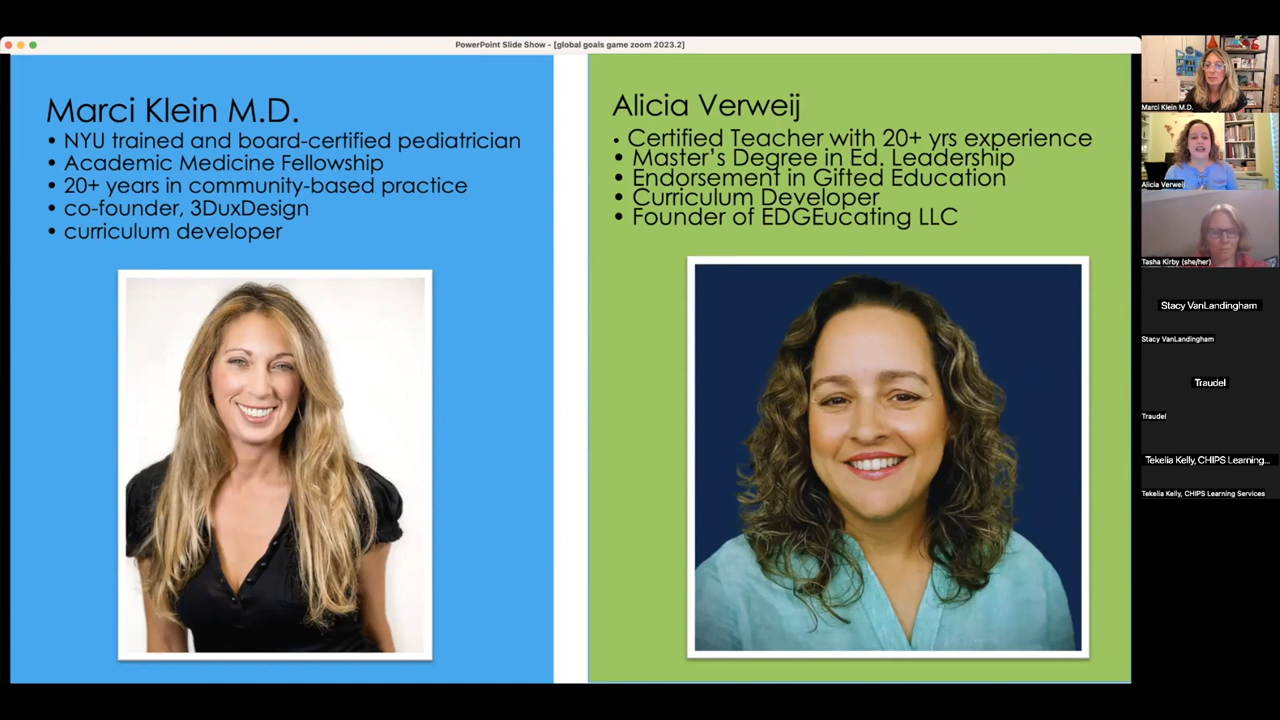 PowerPoint Slide Show - [global goals game zoom 2023.2]
Marci Klein M.D.
• NYU trained and board-certified pediatrician
• Academic Medicine Fellowship
• 20+ years in community-based practice
• co-founder, 3DuxDesign
• curriculum developer
Alicia Verweij
• Certified Teacher with 20+ yrs experience
• Master's Degree in Ed. Leadership
• Endorsement in Gifted Education
• Curriculum Developer
• Founder of EDGEucating LLC
Marci Klein M.D.
Alicia Verweij
Tasha Kirby (she/her)
Stacy VanLandingham
Stacy VanLandingham
Traudel
Traudel
Tekelia Kelly, CHIPS Learning...
Tekelia Kelly, CHIPS Learning Services